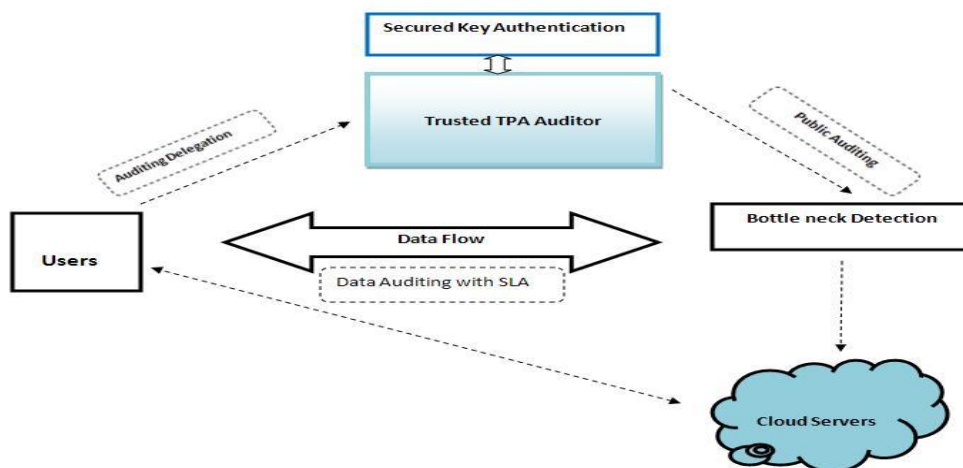 Secured Key Authentication
Trusted TPA Auditor
Auditing Delegation
Public Auditing
Users
Data Flow
Data Auditing with SLA
Bottle neck Detection
Cloud Servers